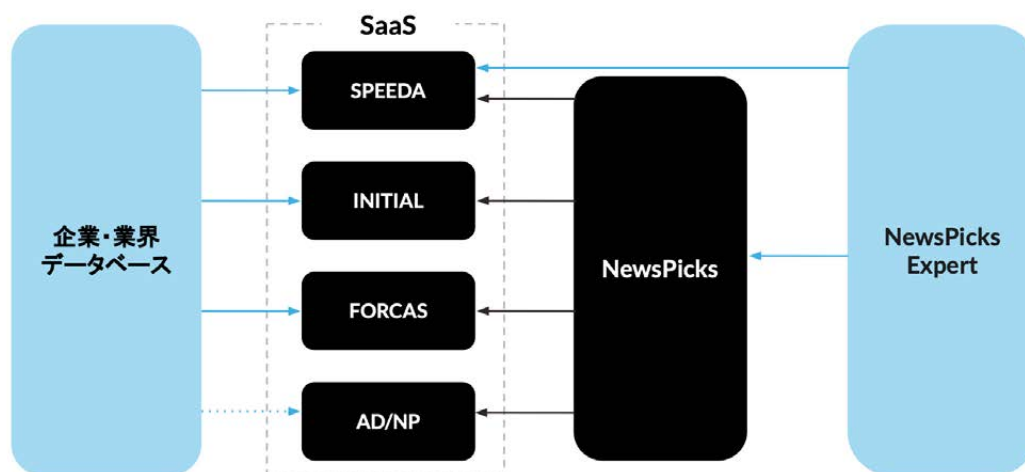 SaaS
企業・業界
データベース
SPEEDA
INITIAL
FORCAS
AD/NP
NewsPicks
NewsPicks
Expert